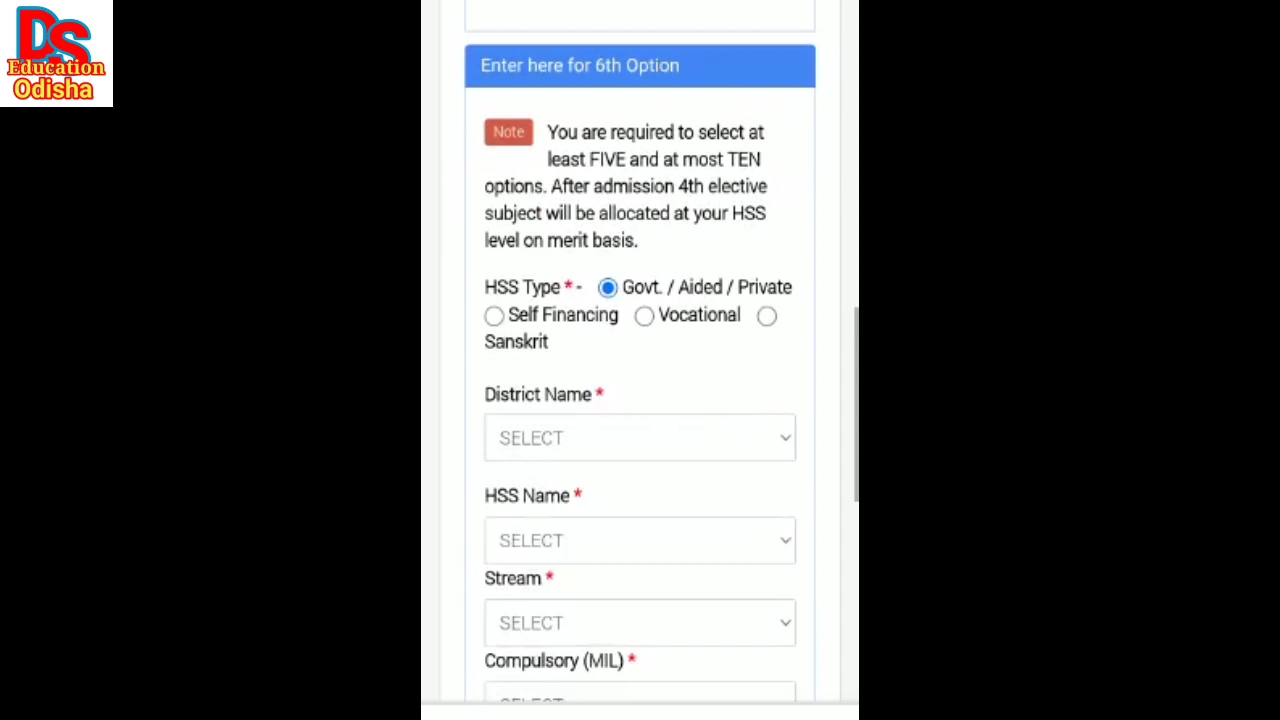 DS
Education
Odisha
Enter here for 6th Option
Note You are required to select at
least FIVE and at most TEN
options. After admission 4th elective
subject will be allocated at your HSS
level on merit basis.
HSS Type * - Govt. / Aided / Private
Self Financing Vocational
Sanskrit
District Name *
SELECT
HSS Name *
SELECT
Stream *
SELECT
Compulsory (MIL) *
SELECT